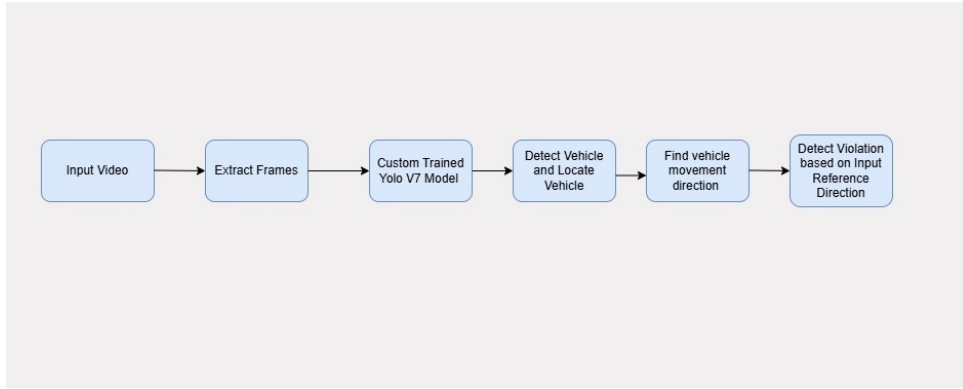 Input Video
Extract Frames
Custom Trained
Yolo V7 Model
Detect Vehicle
and Locate
Vehicle
Find vehicle
movement
direction
Detect Violation
based on Input
Reference
Direction